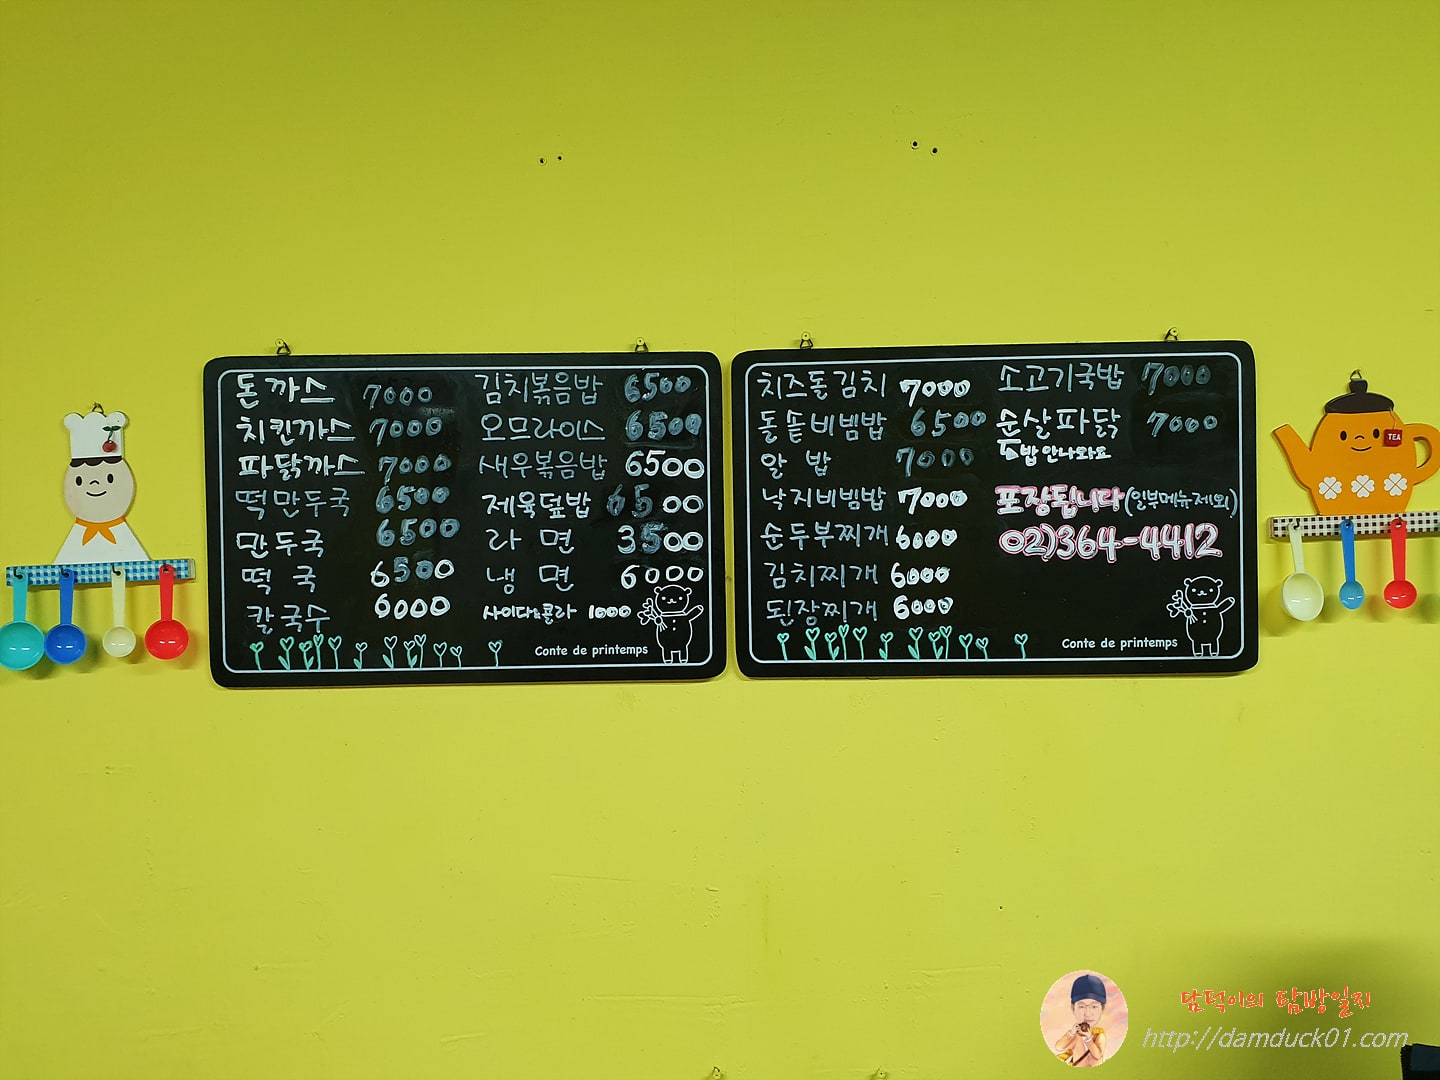 돈까스 7000
치킨까스 7000
파닭까스 7000
떡만두국 6500
만두국 6500
떡국 6500
칼국수 6000
김치볶음밥 6500
오므라이스 6500
새우볶음밥 6500
제육덮밥 6500
라면 3500
냉면 6000
사이다&콜라 1000
Conte de printemps
치즈돌김치 7000
돌솥비빔밥 6500
알밥 7000
낙지비빔밥 7000
순두부찌개 6000
김치찌개 6000
된장찌개 6000
소고기국밥 7000
순살파닭 7000
밥안나와요
포장됩니다(일부메뉴제외)
02)364-4412
Conte de printemps
TEA
담덕이의 탐방일지
http://damduck01.com